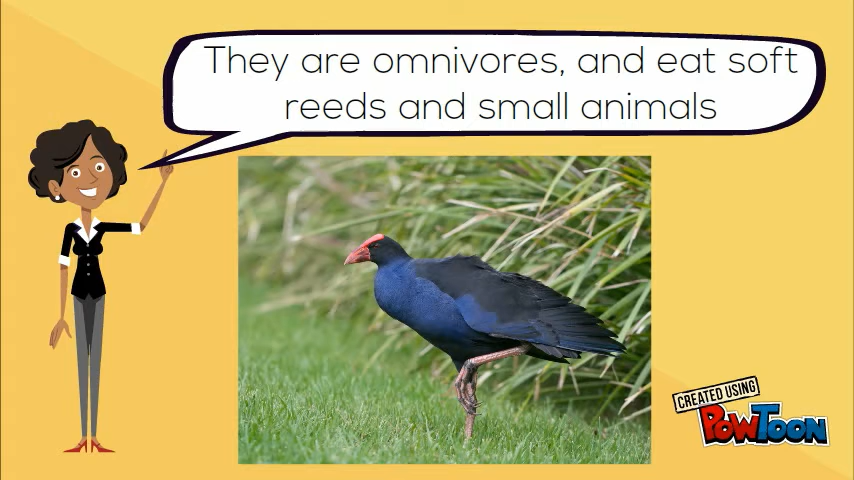 They are omnivores, and eat soft
reeds and small animals
CREATED USING
POWTOON